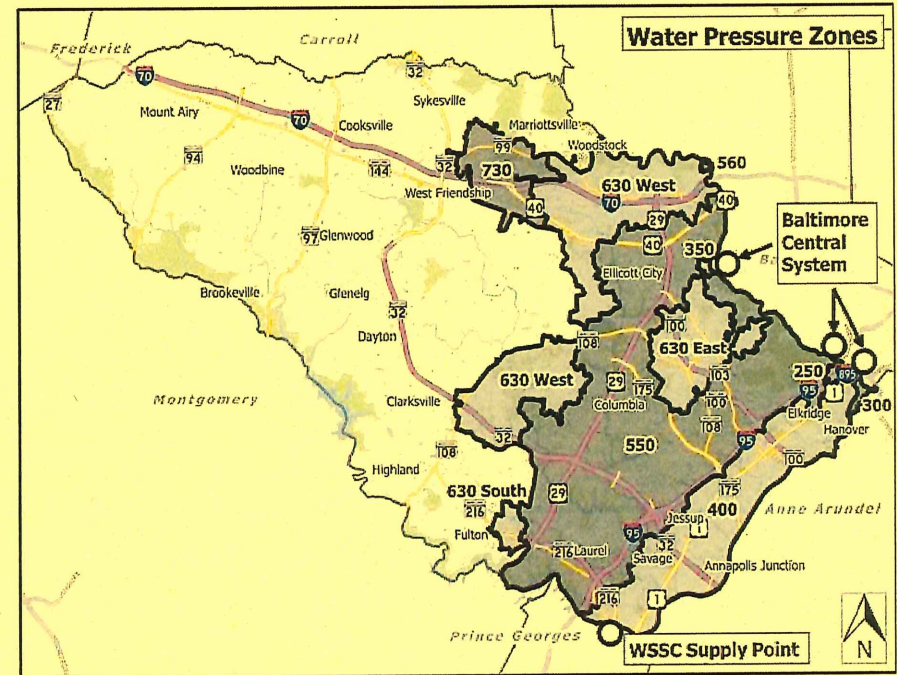 Water Pressure Zones
Carroll
Frederick
70
32
27
Mount Airy
Sykesville
70
Cooksville
Marriottsville
99
Woodstock
94
144
32
730
560
Woodbine
West Friendship
630 West
70
40
29
40
Baltimore
Central
System
97
Glenwood
40
350
Ba
Ellicott City
Brookeville
Glenelg
32
100
Dayton
108
630 East
630 West
29
175
103
250
895
95
1
300
Montgomery
Clarksville
Columbia
100
Elkridge
Hanover
108
32
550
95
108
100
Highland
175
630 South
29
400
Anne Arundel
216
Jessup
1
Fulton
95
32
216
Laurel
Savage
Annapolis Junction
216
1
Prince Georges
WSSC Supply Point
N